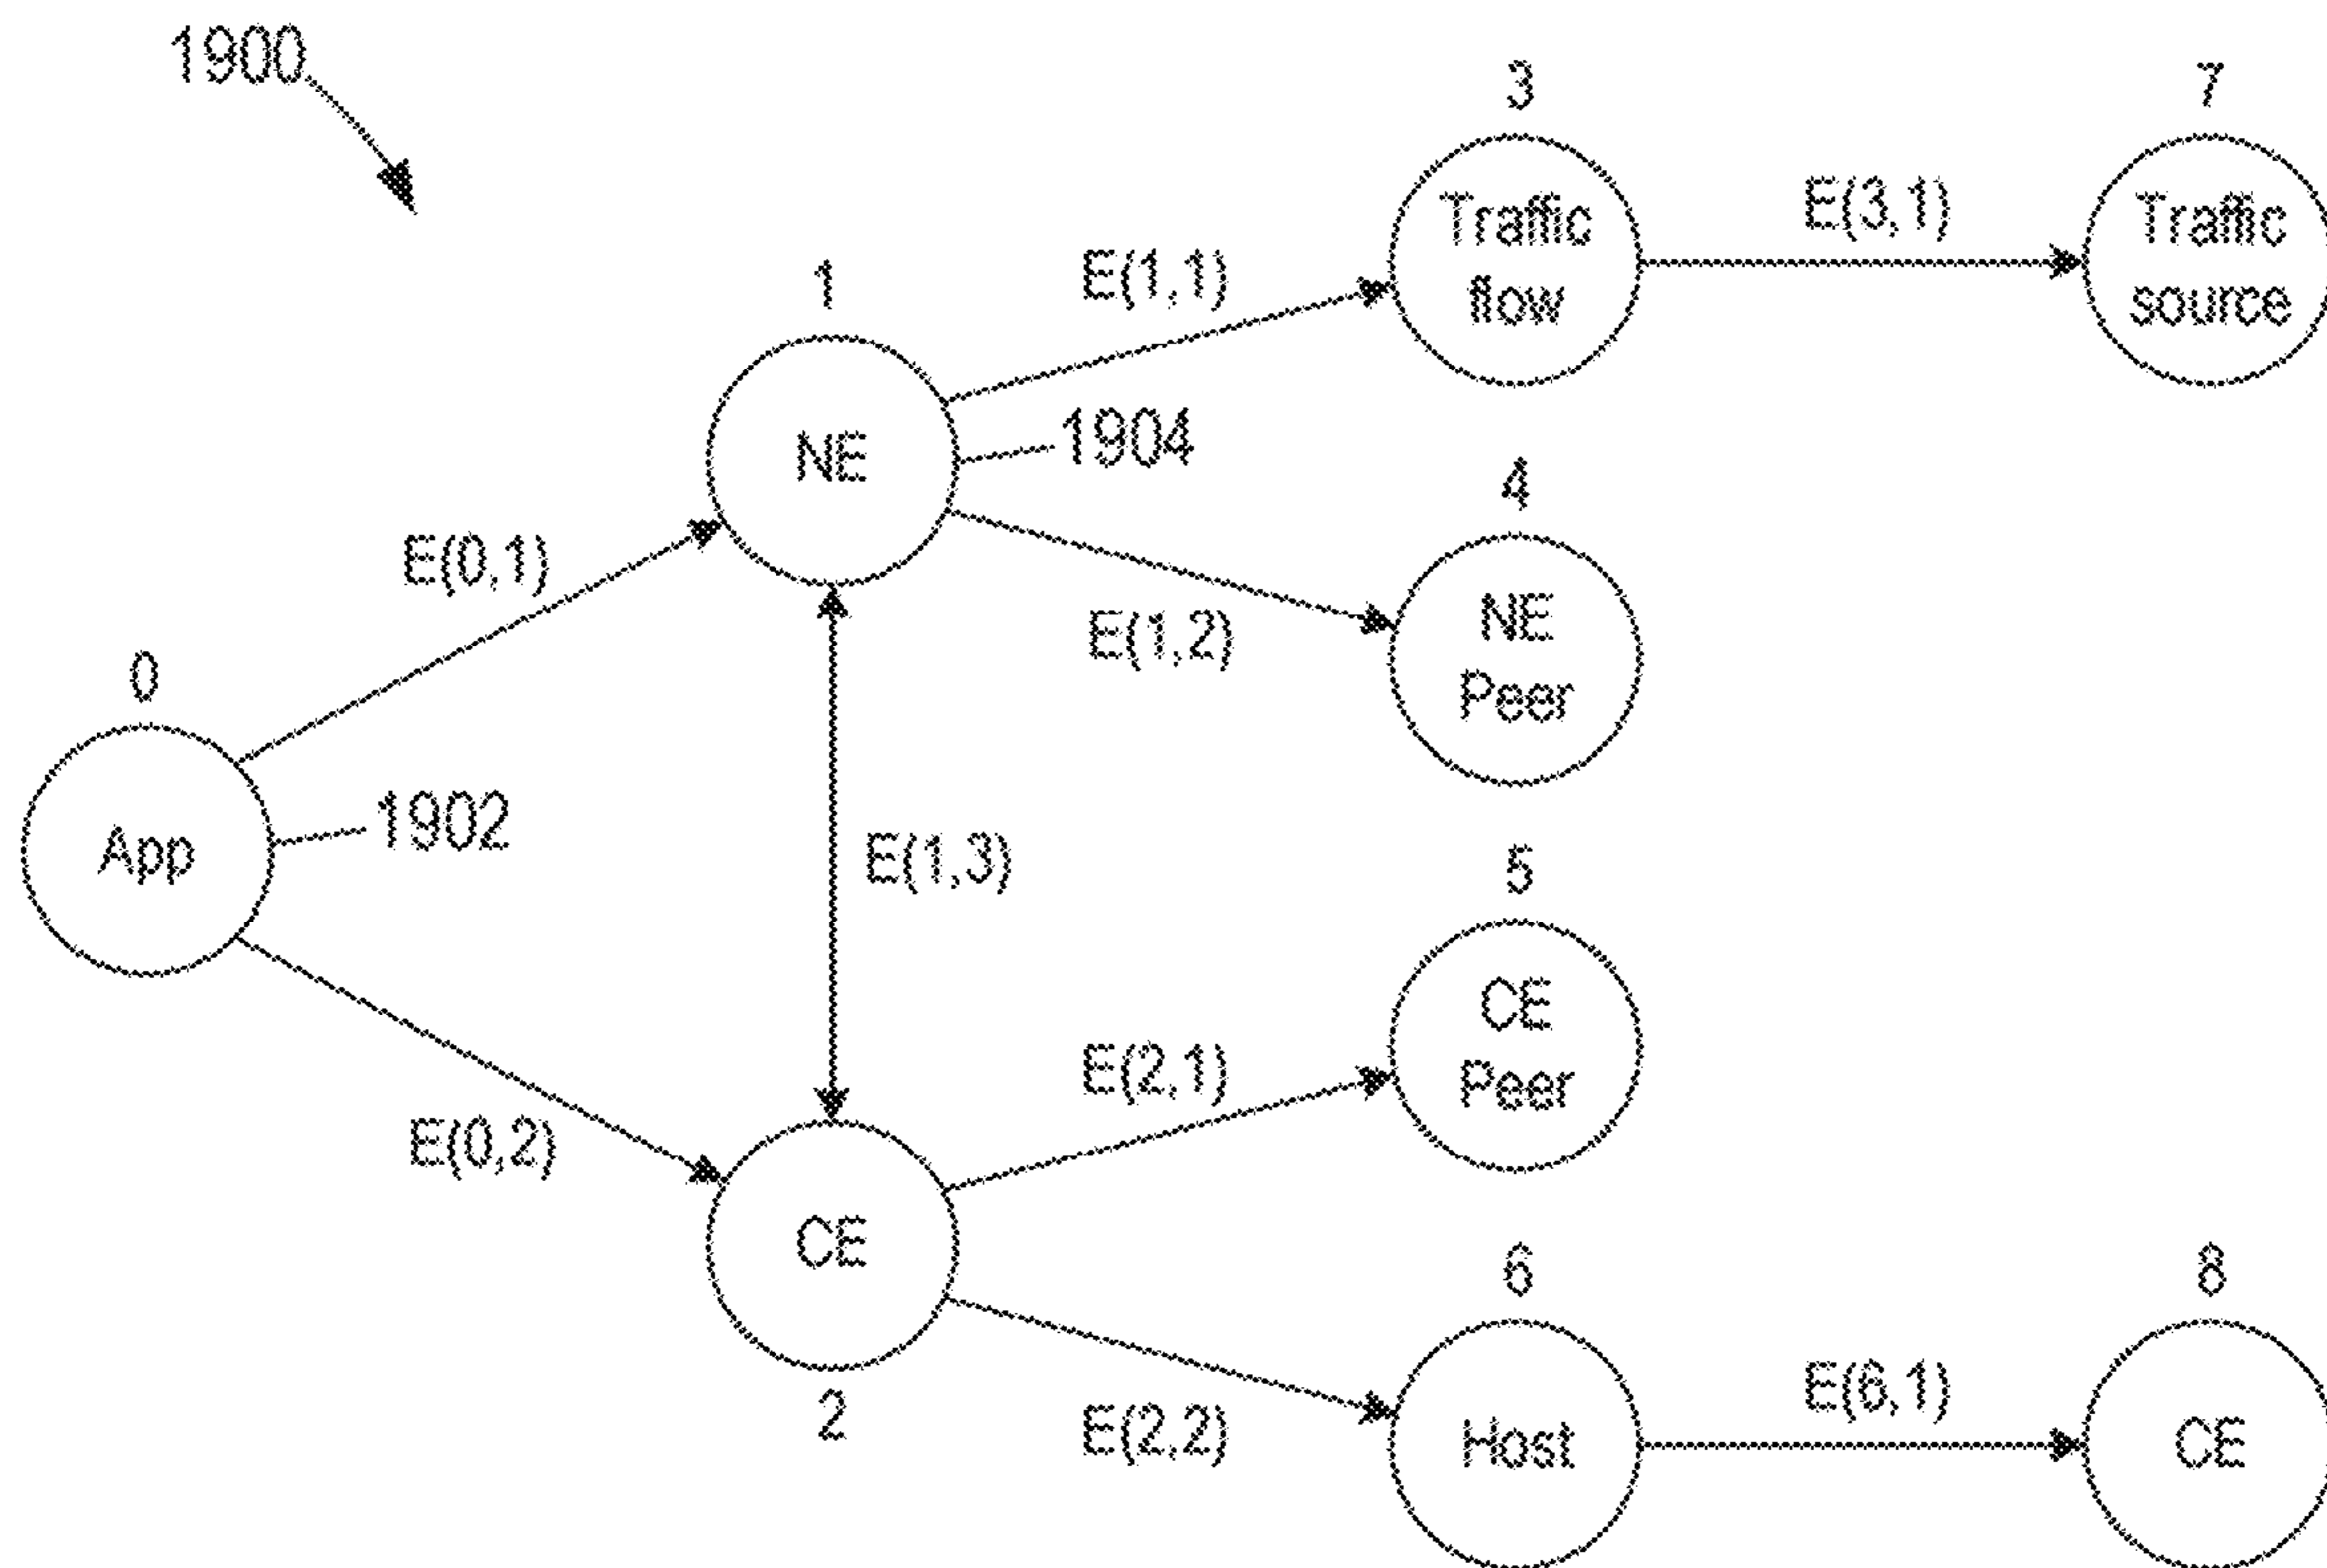 1900
3
7
Traffic
flow
E(3,1)
Traffic
source
1
E(1,1)
NE
1904
4
E(0,1)
E(1,2)
NE
Peer
0
App
1902
E(1,3)
5
CE
Peer
E(2,1)
E(0,2)
CE
2
6
8
E(2,2)
Host
E(6,1)
CE